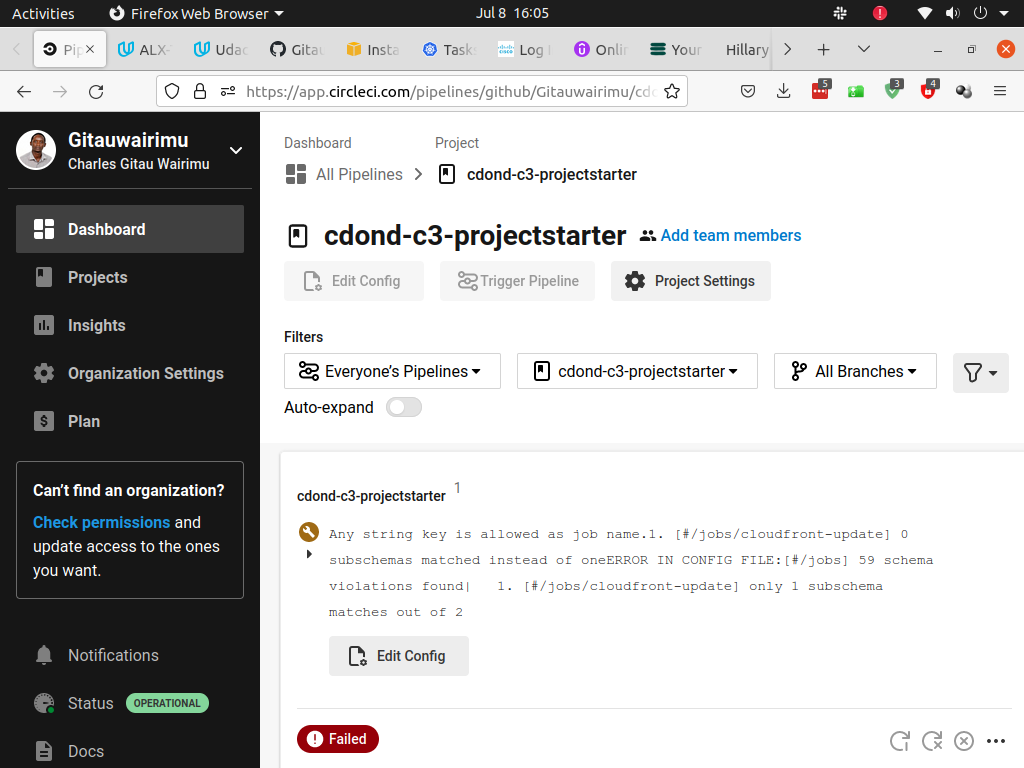 Activities
Firefox Web Browser
Jul 8 16:05
Pip
ALX-
Udac
Gitau
Insta
Task
Log
Onlin
Your
Hillary
https://app.circleci.com/pipelines/github/Gitauwairimu/cdo
5
3
4
Gitauwairimu
Charles Gitau Wairimu
Dashboard
Projects
Insights
Organization Settings
Plan
Can't find an organization?
Check permissions and
update access to the ones
you want.
Notifications
Status OPERATIONAL
Docs
Dashboard
Project
All Pipelines
cdond-c3-projectstarter
cdond-c3-projectstarter
Add team members
Edit Config
Trigger Pipeline
Project Settings
Filters
Everyone's Pipelines
cdond-c3-projectstarter
All Branches
Auto-expand
cdond-c3-projectstarter 1
Any string key is allowed as job name.1. [#/jobs/cloudfront-update] 0
subschemas matched instead of oneERROR IN CONFIG FILE:[#/jobs] 59 schema
violations found| 1. [#/jobs/cloudfront-update] only 1 subschema
matches out of 2
Edit Config
Failed